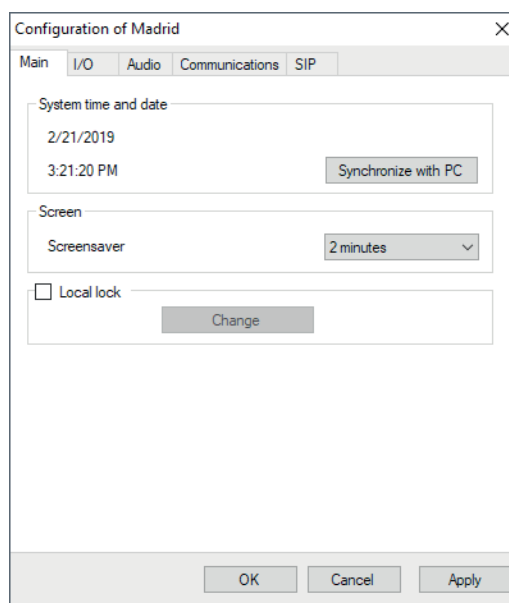 Configuration of Madrid
Main I/O Audio Communications SIP
System time and date
2/21/2019
3:21:20 PM Synchronize with PC
Screen
Screensaver 2 minutes
Local lock
Change
OK Cancel Apply